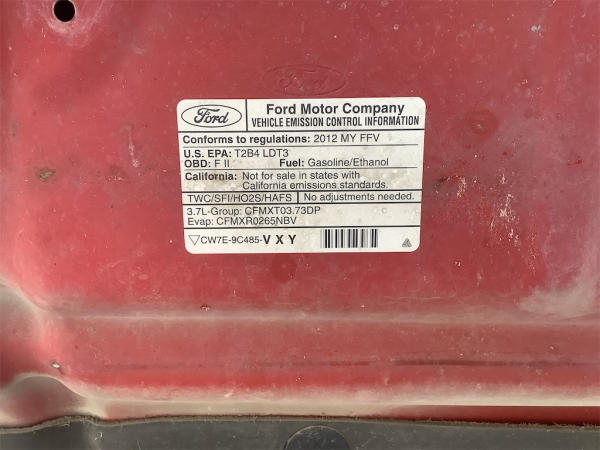 Ford
Ford Motor Company
VEHICLE EMISSION CONTROL INFORMATION
Conforms to regulations: 2012 MY FFV
U.S. EPA: T2B4 LDT3
OBD: F II Fuel: Gasoline/Ethanol
California: Not for sale in states with
California emissions standards.
TWC/SFI/HO2S/HAFS No adjustments needed.
3.7L-Group: CFMXT03.73DP
Evap: CFMXR0265NBV
CW7E-9C485-VXY